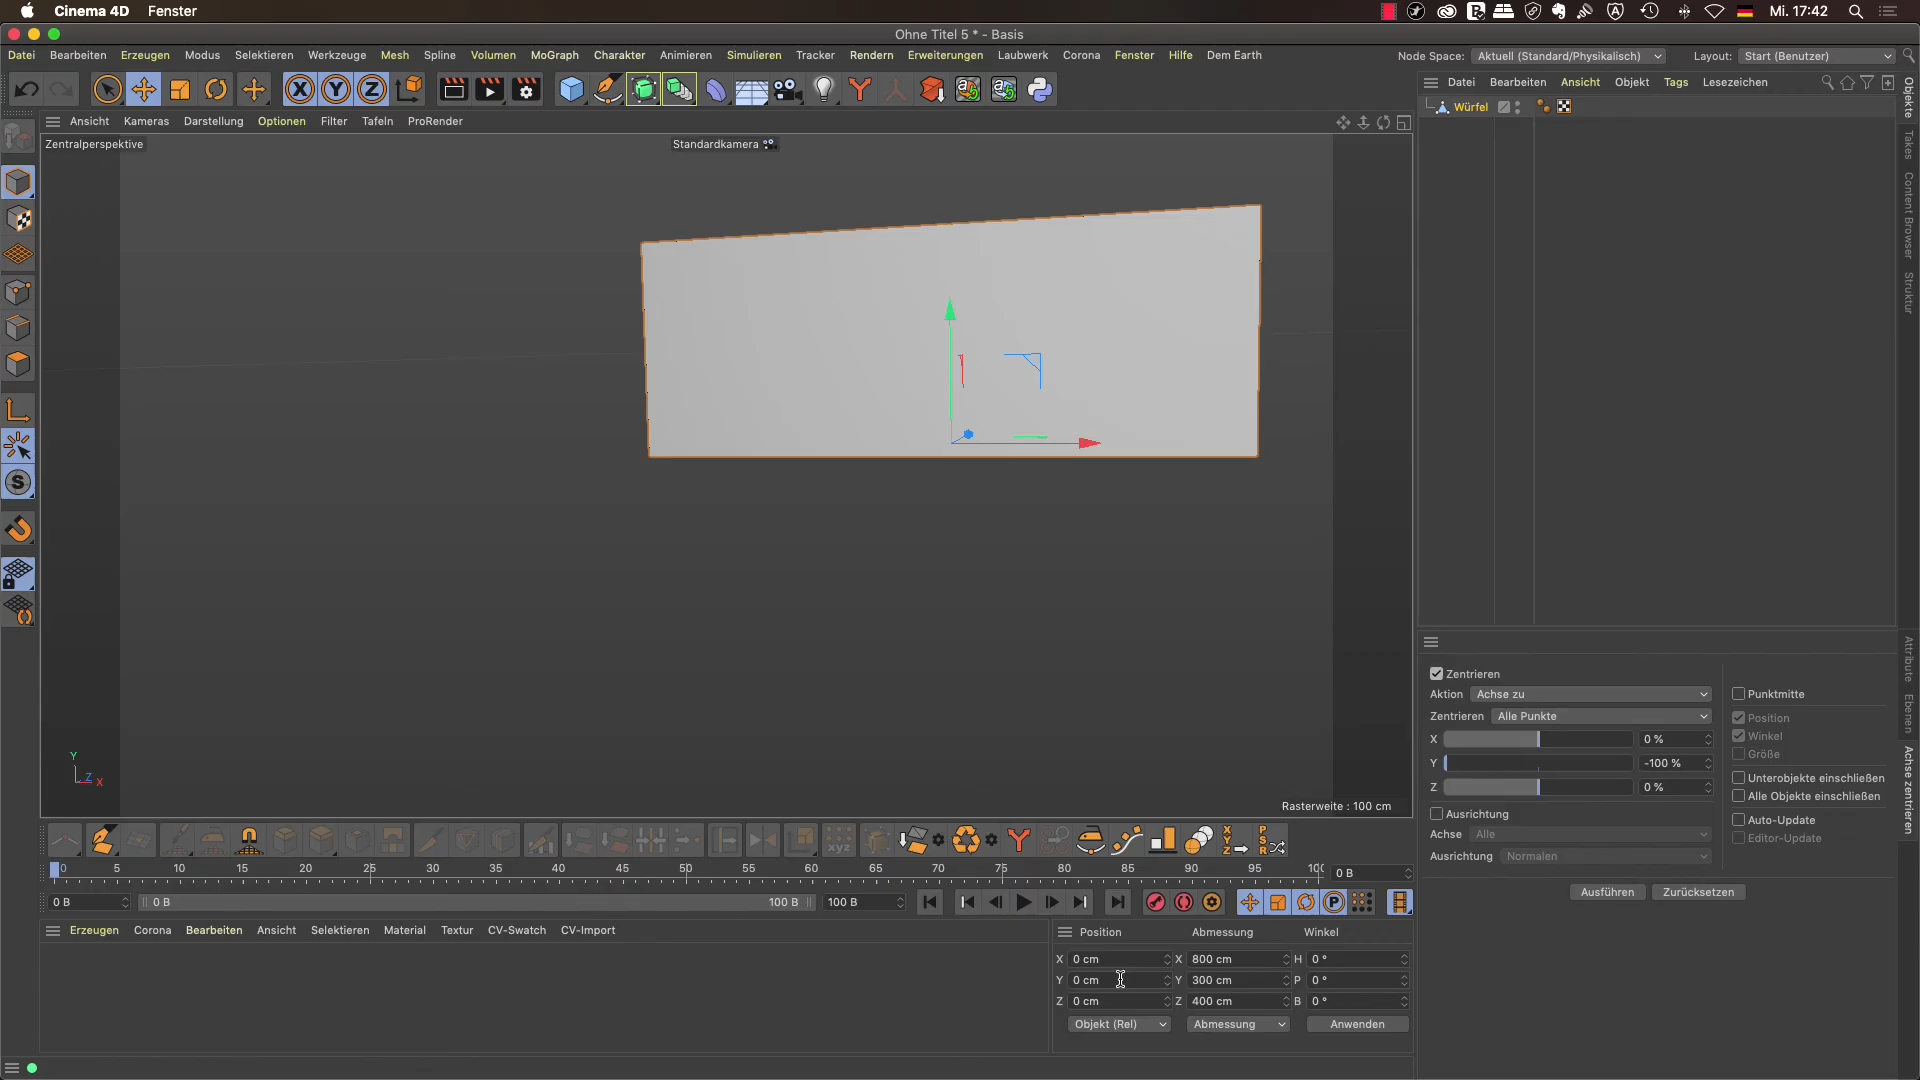 Cinema 4D Fenster
Mi. 17:42
Ohne Titel 5 * - Basis
Datei Bearbeiten Erzeugen Modus Selektieren Werkzeuge Mesh Spline Volumen MoGraph Charakter Animieren Simulieren Tracker Rendern Erweiterungen Laubwerk Corona Fenster Hilfe Dem Earth
Node Space: Aktuell (Standard/Physikalisch) Layout: Start (Benutzer)
Datei Bearbeiten Ansicht Objekt Tags Lesezeichen
Würfel
Ansicht Kameras Darstellung Optionen Filter Tafeln ProRender
Zentralperspektive
Standardkamera
Y
Z
X
Rasterweite : 100 cm
Objekte
Takes
Content Browser
Struktur
Attribute
Ebenen
Achse zentrieren
Zentrieren
Aktion Achse zu
Zentrieren Alle Punkte
X 0 %
Y -100 %
Z 0 %
Ausrichtung
Achse Alle
Ausrichtung Normalen
Punktmitte
Position
Winkel
Größe
Unterobjekte einschließen
Alle Objekte einschließen
Auto-Update
Editor-Update
Ausführen Zurücksetzen
0 5 10 15 20 25 30 35 40 45 50 55 60 65 70 75 80 85 90 95 100
0 B
0 B 0 B 100 B 100 B
Erzeugen Corona Bearbeiten Ansicht Selektieren Material Textur CV-Swatch CV-Import
Position Abmessung Winkel
X 0 cm X 800 cm H 0 °
Y 0 cm Y 300 cm P 0 °
Z 0 cm Z 400 cm B 0 °
Objekt (Rel) Abmessung Anwenden